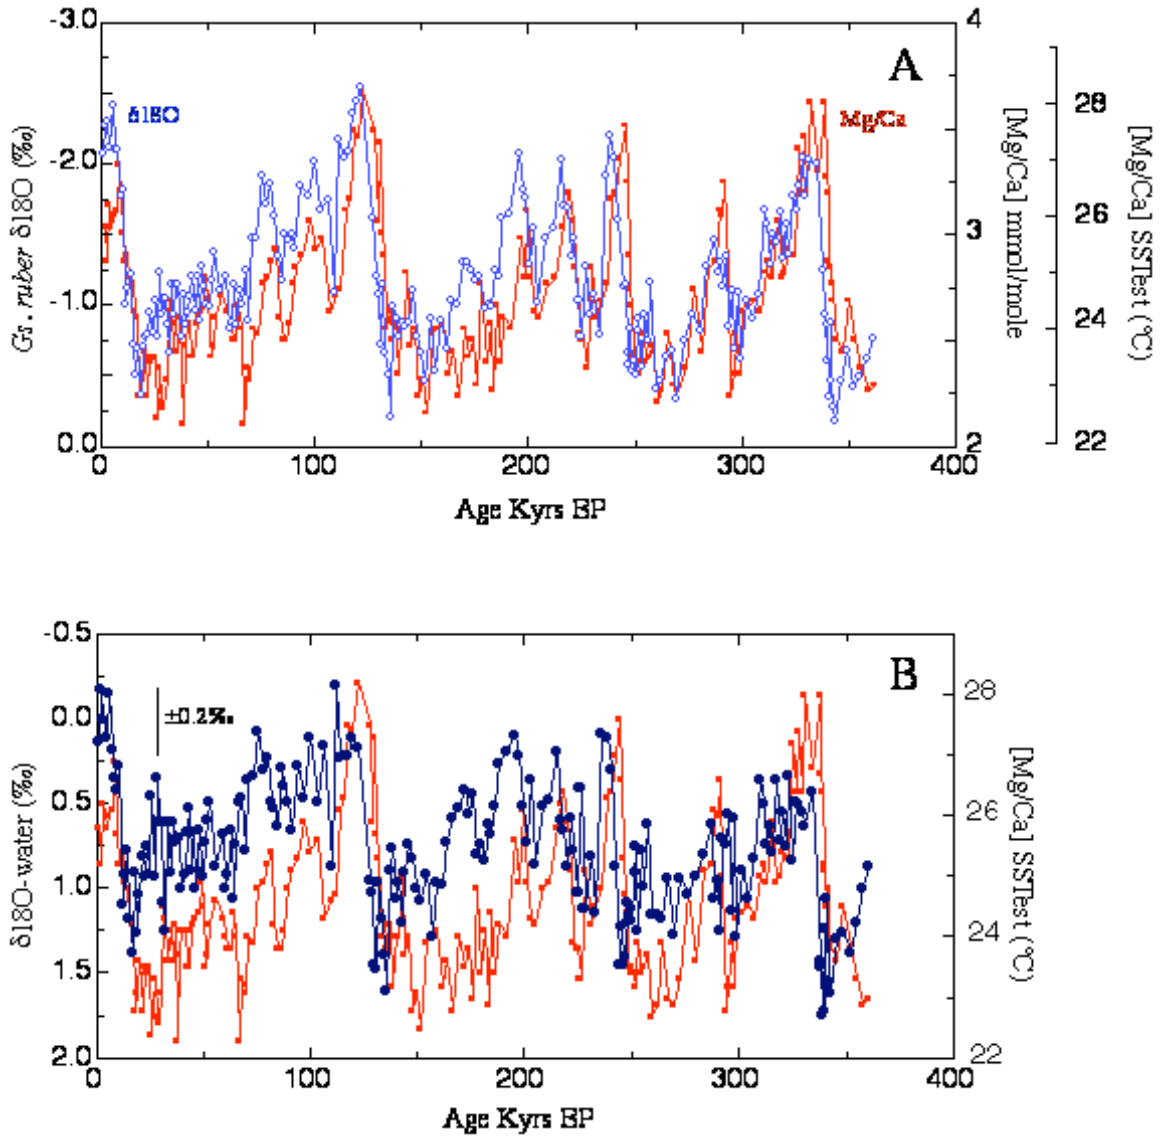 -3.0
-2.0
-1.0
0.0
Gs. ruber δ18O (‰)
δ18O
A
Mg/Ca
4
3
2
[Mg/Ca] mmol/mole
28
26
24
22
[Mg/Ca] SSTest (°C)
0
100
200
300
400
Age Kyrs BP
-0.5
0.0
0.5
1.0
1.5
2.0
δ18O-water (‰)
±0.2‰
B
28
26
24
22
[Mg/Ca] SSTest (°C)
0
100
200
300
400
Age Kyrs BP